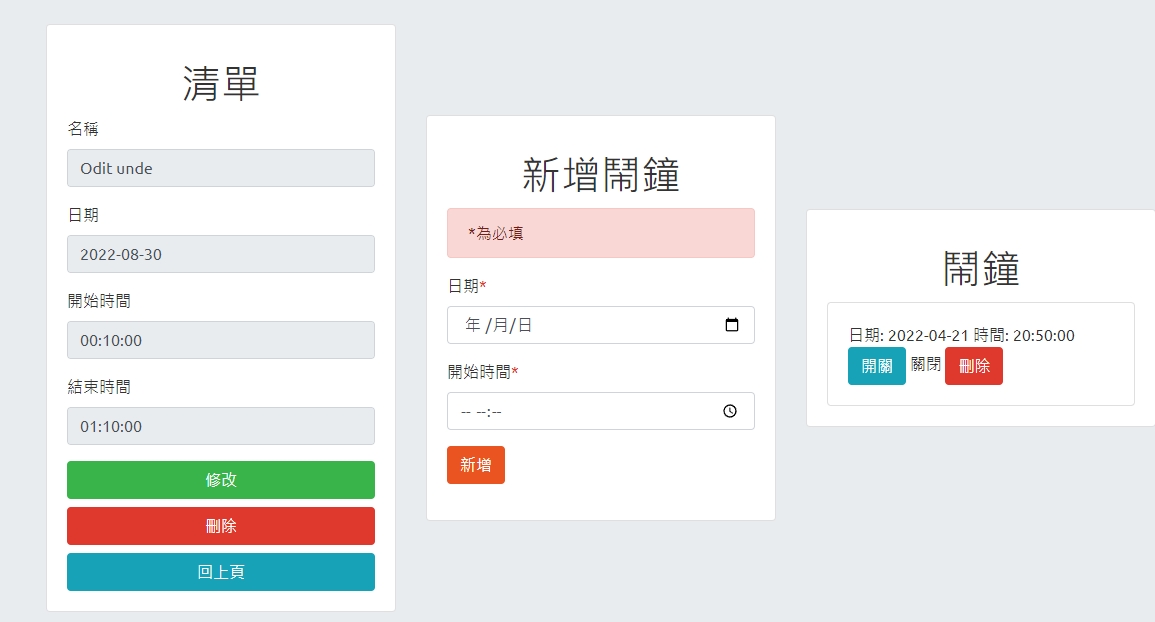 清單
名稱
Odit unde
日期
2022-08-30
開始時間
00:10:00
結束時間
01:10:00
修改
刪除
回上頁
新增鬧鐘
*為必填
日期*
年 /月/日
開始時間*
-- --:--
新增
鬧鐘
日期: 2022-04-21 時間: 20:50:00
開關 關閉 刪除